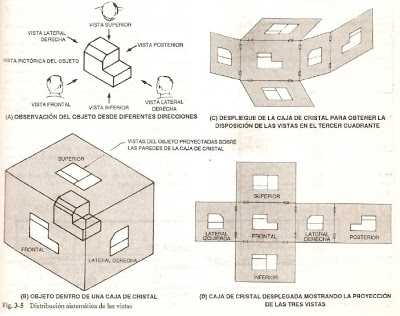 VISTA SUPERIOR
VISTA LATERAL
DERECHA
VISTA POSTERIOR
VISTA PICTÓRICA DEL OBJETO
VISTA FRONTAL
VISTA INFERIOR
VISTA LATERAL
DERECHA
(A) OBSERVACIÓN DEL OBJETO DESDE DIFERENTES DIRECCIONES
(C) DESPLIEGUE DE LA CAJA DE CRISTAL PARA OBTENER LA
DISPOSICIÓN DE LAS VISTAS EN EL TERCER CUADRANTE
VISTAS DEL OBJETO PROYECTADAS SOBRE
LAS PAREDES DE LA CAJA DE CRISTAL
SUPERIOR
FRONTAL
LATERAL
DERECHA
(B) OBJETO DENTRO DE UNA CAJA DE CRISTAL
SUPERIOR
LATERAL
IZQUIERDA
FRONTAL
LATERAL
DERECHA
POSTERIOR
INFERIOR
(D) CAJA DE CRISTAL DESPLEGADA MOSTRANDO LA PROYECCIÓN
DE LAS TRES VISTAS
Fig. 3-5 Distribución sistemática de las vistas